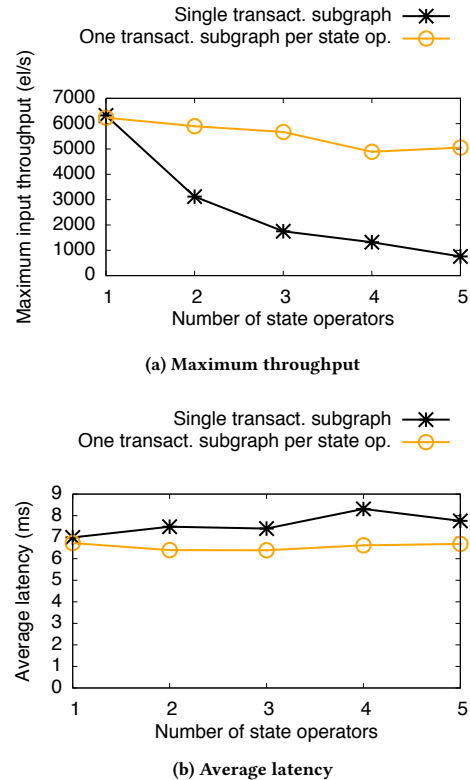 Single transact. subgraph
One transact. subgraph per state op.
Maximum input throughput (el/s)
7000
6000
5000
4000
3000
2000
1000
0
1 2 3 4 5
Number of state operators
(a) Maximum throughput
Single transact. subgraph
One transact. subgraph per state op.
Average latency (ms)
9
8
7
6
5
4
3
2
1
0
1 2 3 4 5
Number of state operators
(b) Average latency